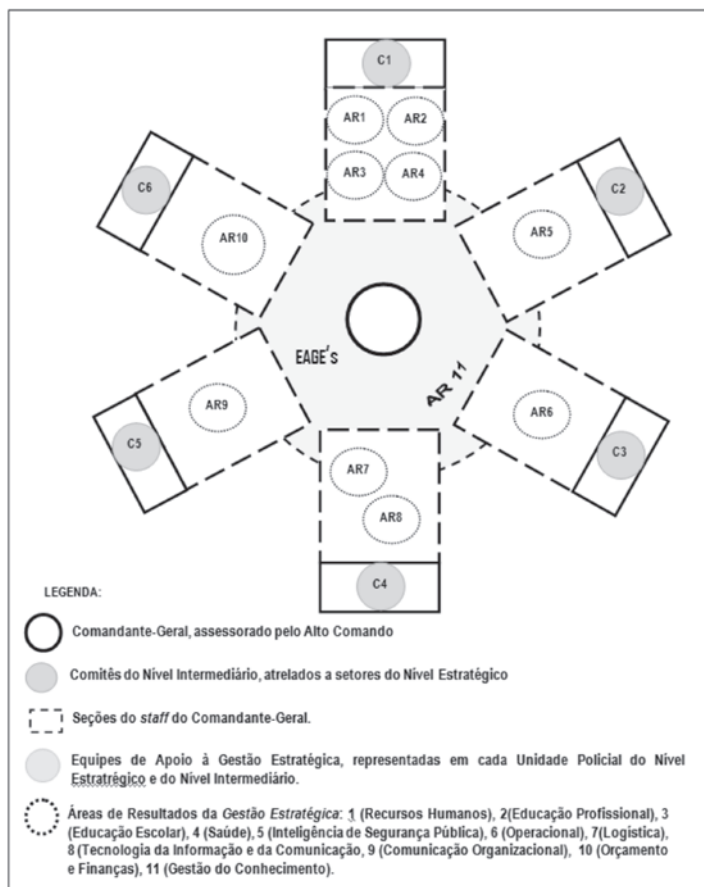 C1
AR1 AR2
AR3 AR4
C6
C2
AR10
AR5
EAGE's
AR 11
AR9
AR6
C5
C3
AR7
AR8
C4
LEGENDA:
Comandante-Geral, assessorado pelo Alto Comando
Comitês do Nível Intermediário, atrelados a setores do Nível Estratégico
Seções do staff do Comandante-Geral.
Equipes de Apoio à Gestão Estratégica, representadas em cada Unidade Policial do Nível
Estratrégico e do Nível Intermediário.
Áreas de Resultados da Gestão Estratégica: 1 (Recursos Humanos), 2(Educação Profissional), 3
(Educação Escolar), 4 (Saúde), 5 (Inteligência de Segurança Pública), 6 (Operacional), 7(Logística),
8 (Tecnologia da Informação e da Comunicação, 9 (Comunicação Organizacional), 10 (Orçamento
e Finanças), 11 (Gestão do Conhecimento).